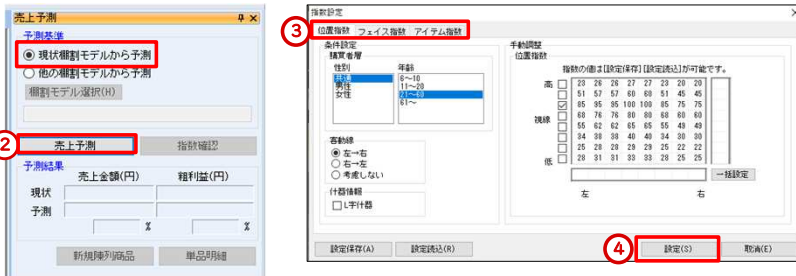 売上予測
予測基準
現状棚割モデルから予測
他の棚割モデルから予測
棚割モデル選択(H)
②
売上予測 指数確認
予測結果
売上金額(円) 粗利益(円)
現状
予測
% %
新規陳列商品 単品明細
指数設定
③
位置指数 フェイス指数 アイテム指数
条件設定
購買者層
性別 年齢
共通 6~10
男性 11~20
女性 21~60
61~
客動線
左→右
右→左
考慮しない
什器情報
L字什器
手動調整
位置指数
指数の値は[設定保存][設定読込]が可能です。
高 23 26 26 27 27 23 20 20
51 57 57 60 60 51 45 45
85 95 95 100 100 85 75 75
視線 68 76 76 80 80 68 60 60
55 62 62 65 65 55 49 49
34 38 38 40 40 34 30 30
25 28 28 29 29 25 22 22
低 28 31 31 33 33 28 25 25
一括設定
左 右
設定保存(A) 設定読込(R) ④ 設定(S) 取消(E)